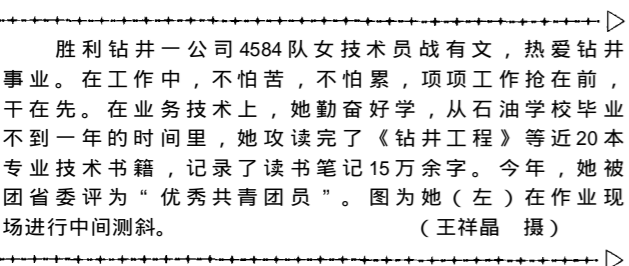 胜利钻井一公司4584队女技术员战有文，热爱钻井
事业。在工作中，不怕苦，不怕累，项项工作抢在前，
干在先。在业务技术上，她勤奋好学，从石油学校毕业
不到一年的时间里，她攻读完了《钻井工程》等近20本
专业技术书籍，记录了读书笔记15万余字。今年，她被
团省委评为“优秀共青团员”。图为她（左）在作业现
场进行中间测斜。 （王祥晶 摄）